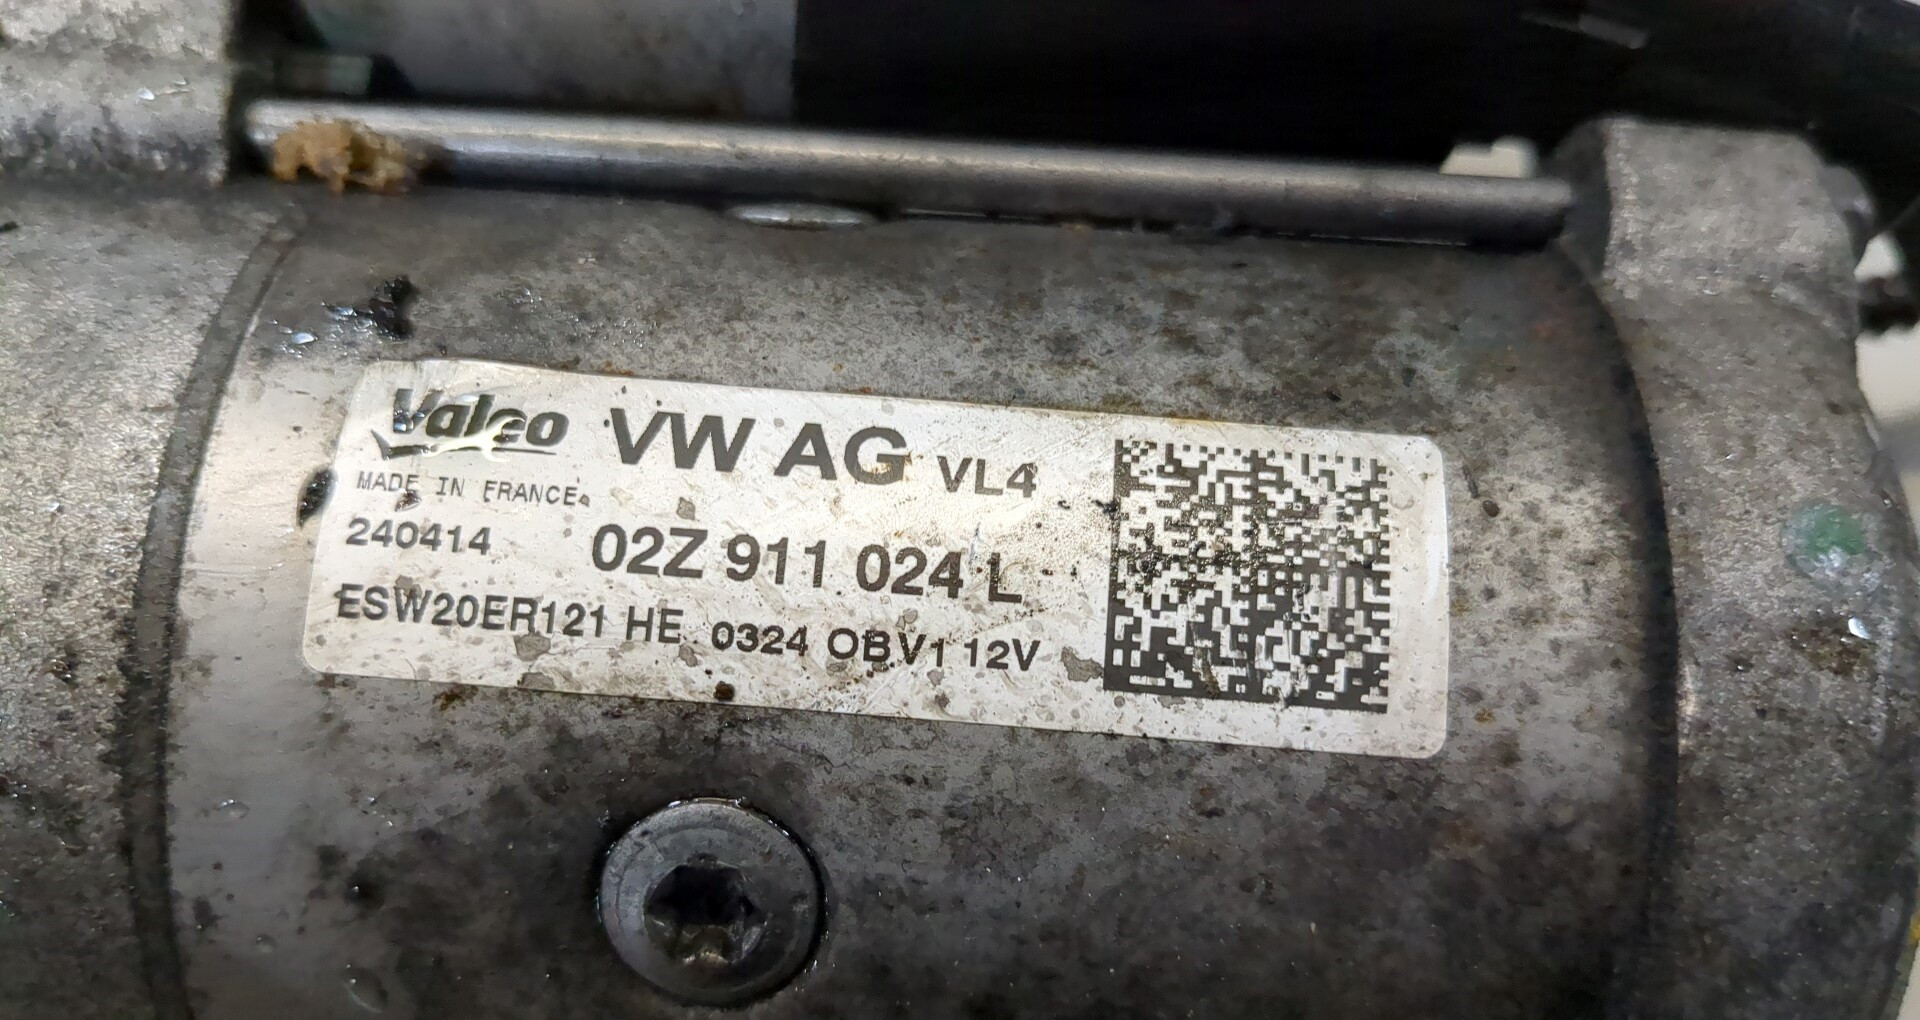 Valeo VW AG VL4
MADE IN FRANCE
240414 02Z 911 024 L
ESW20ER121 HE 0324 OBV1 12V